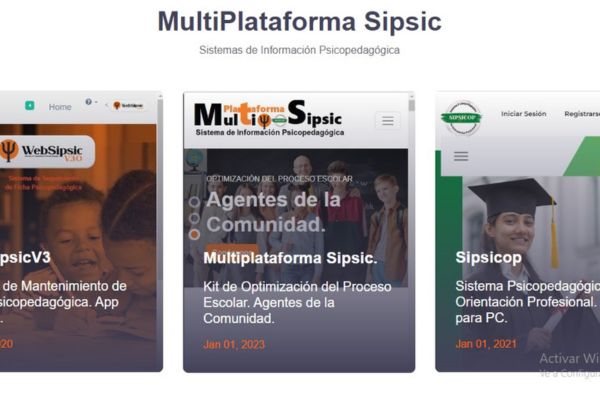 MultiPlataforma Sipsic
Sistemas de Información Psicopedagógica
Home
WebSipsic
V3.0
Sistema de Seguimiento
de Ficha Psicopedagógica
psicV3
de Mantenimiento de
sicopedagógica. App
020
Plataforma
Multi Sipsic
Sistema de Información Psicopedagógica
OPTIMIZACIÓN DEL PROCESO ESCOLAR
Agentes de la
Comunidad.
Multiplataforma Sipsic.
Kit de Optimización del Proceso
Escolar. Agentes de la
Comunidad.
Jan 01, 2023
SIPSICOP
Iniciar Sesión
Registrarse
Sipsicop
Sistema Psicopedagógic
Orientación Profesional.
para PC.
Jan 01, 2021
Activar Wi
Ve a Configura